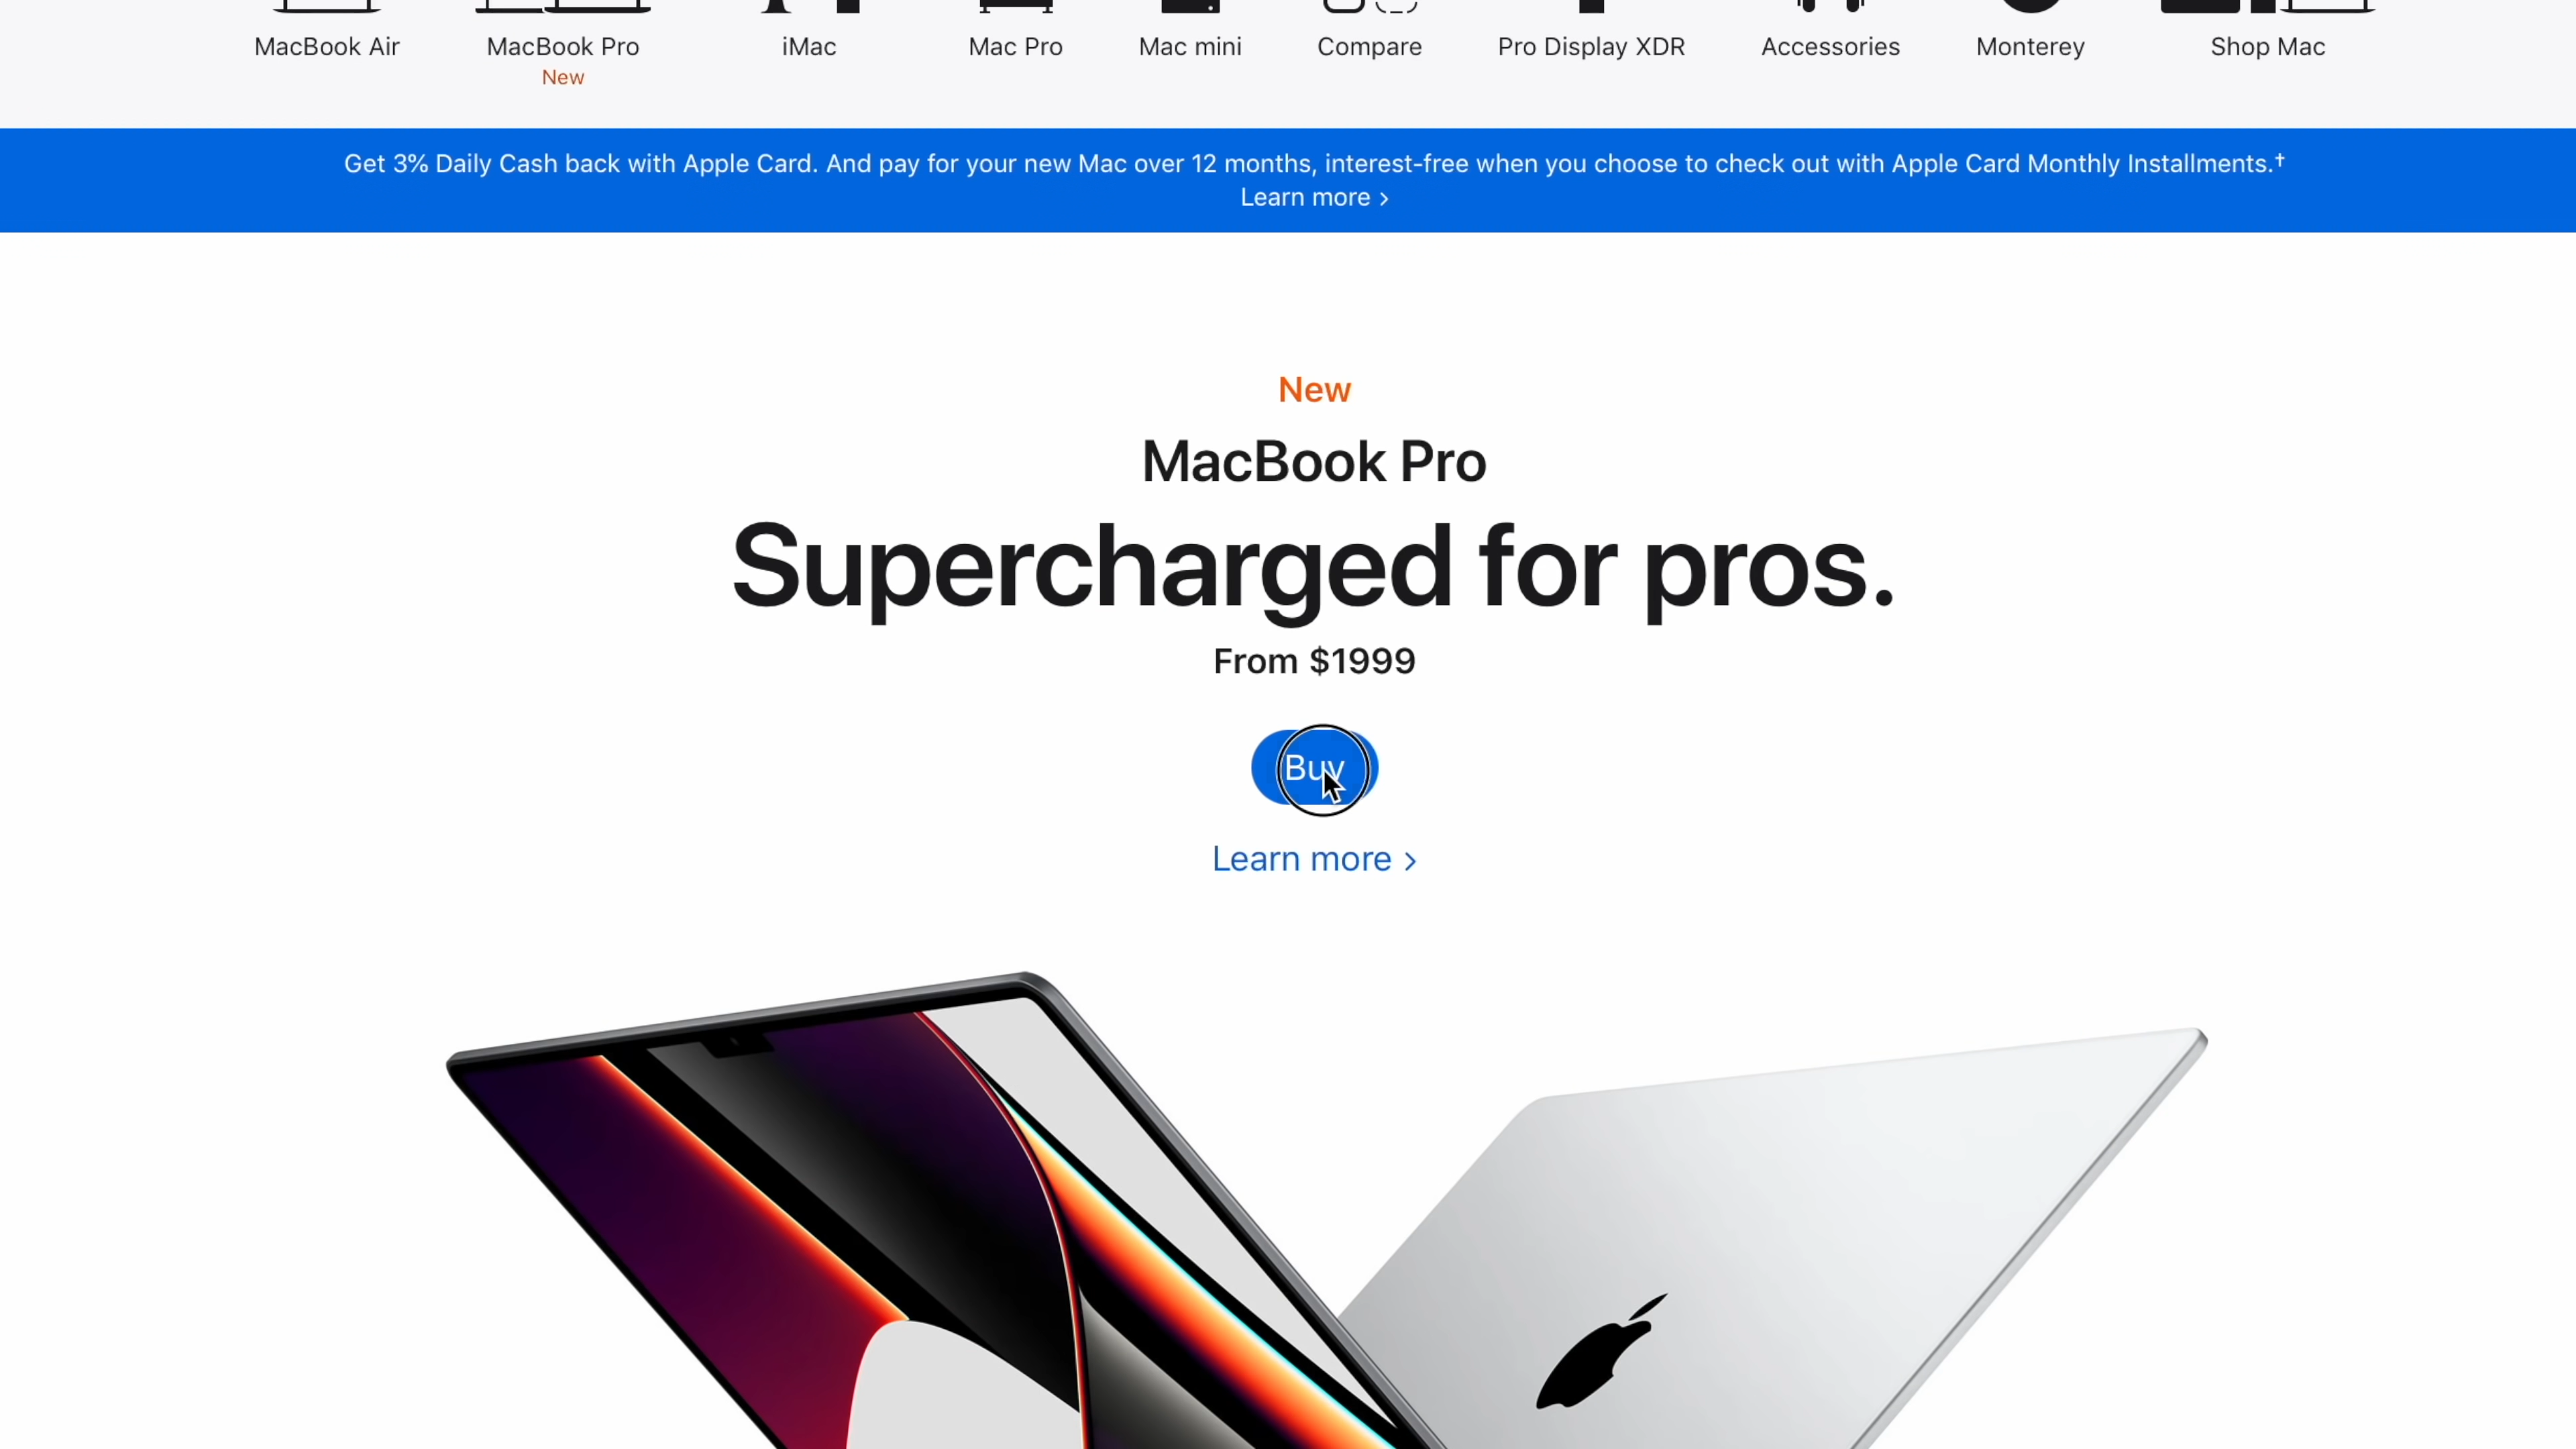 MacBook Air
MacBook Pro
New
iMac
Mac Pro
Mac mini
Compare
Pro Display XDR
Accessories
Monterey
Shop Mac
Get 3% Daily Cash back with Apple Card. And pay for your new Mac over 12 months, interest-free when you choose to check out with Apple Card Monthly Installments.†
Learn more >
New
MacBook Pro
Supercharged for pros.
From $1999
Buy
Learn more >